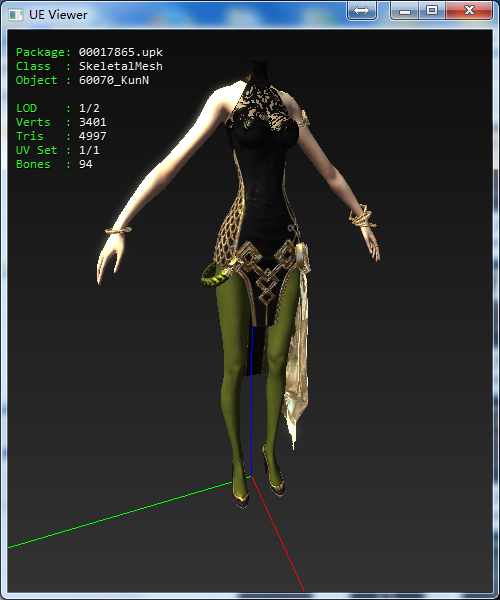 UE Viewer
Package: 00017865.upk
Class : SkeletalMesh
Object : 60070_KunN
LOD : 1/2
Verts : 3401
Tris : 4997
UV Set : 1/1
Bones : 94